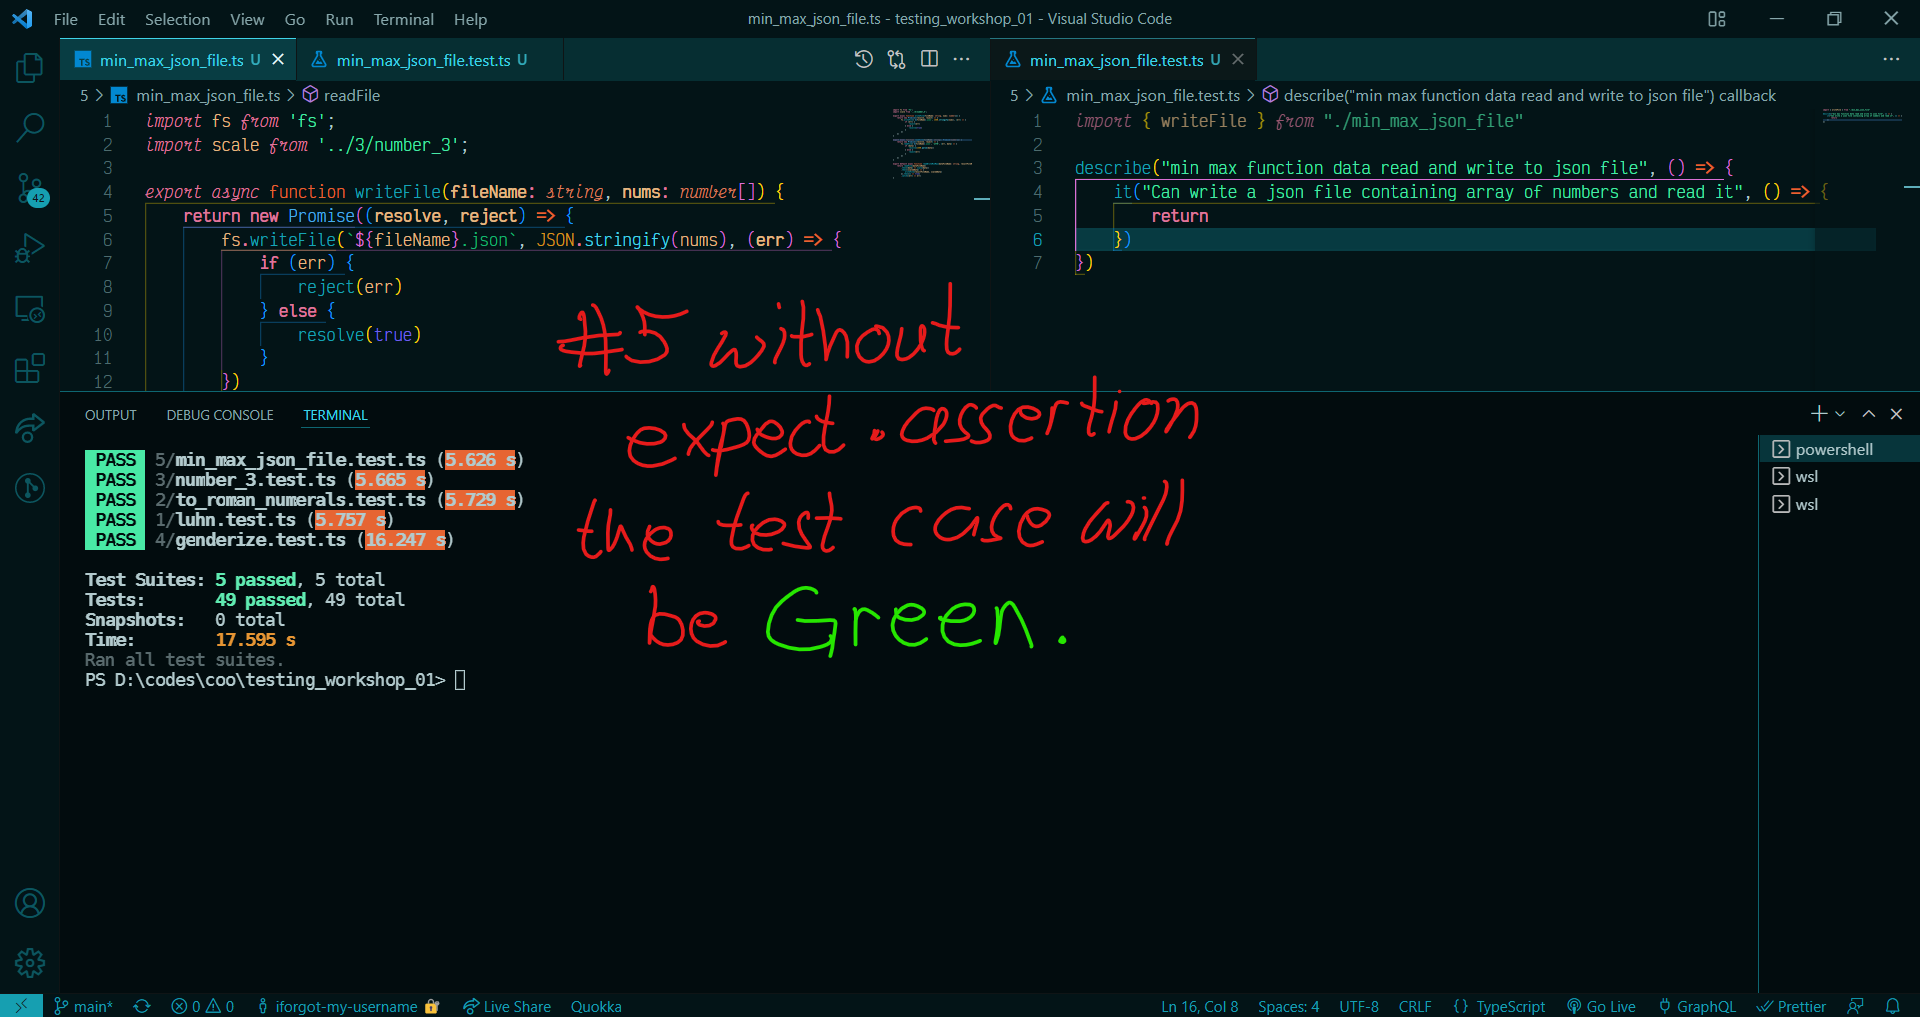 File Edit Selection View Go Run Terminal Help
min_max_json_file.ts - testing_workshop_01 - Visual Studio Code
TS min_max_json_file.ts U
min_max_json_file.test.ts U
5 > TS min_max_json_file.ts > readFile
1 import fs from 'fs';
2 import scale from '../3/number_3';
3
4 export async function writeFile(fileName: string, nums: number[]) {
5 return new Promise((resolve, reject) => {
6 fs.writeFile(`${fileName}.json`, JSON.stringify(nums), (err) => {
7 if (err) {
8 reject(err)
9 } else {
10 resolve(true)
11 }
12 })
min_max_json_file.test.ts U
5 > min_max_json_file.test.ts > describe("min max function data read and write to json file") callback
1 import { writeFile } from "./min_max_json_file"
2
3 describe("min max function data read and write to json file", () => {
4 it("Can write a json file containing array of numbers and read it", () => {
5 return
6 })
7 })
42
#5 without
expect.assertion
the test case will
be Green.
OUTPUT DEBUG CONSOLE TERMINAL
PASS 5/min_max_json_file.test.ts (5.626 s)
PASS 3/number_3.test.ts (5.665 s)
PASS 2/to_roman_numerals.test.ts (5.729 s)
PASS 1/luhn.test.ts (5.757 s)
PASS 4/genderize.test.ts (16.247 s)
Test Suites: 5 passed, 5 total
Tests: 49 passed, 49 total
Snapshots: 0 total
Time: 17.595 s
Ran all test suites.
PS D:\codes\coo\testing_workshop_01>
powershell
wsl
wsl
main* 0 0 iforgot-my-username Live Share Quokka
Ln 16, Col 8 Spaces: 4 UTF-8 CRLF {} TypeScript Go Live GraphQL Prettier